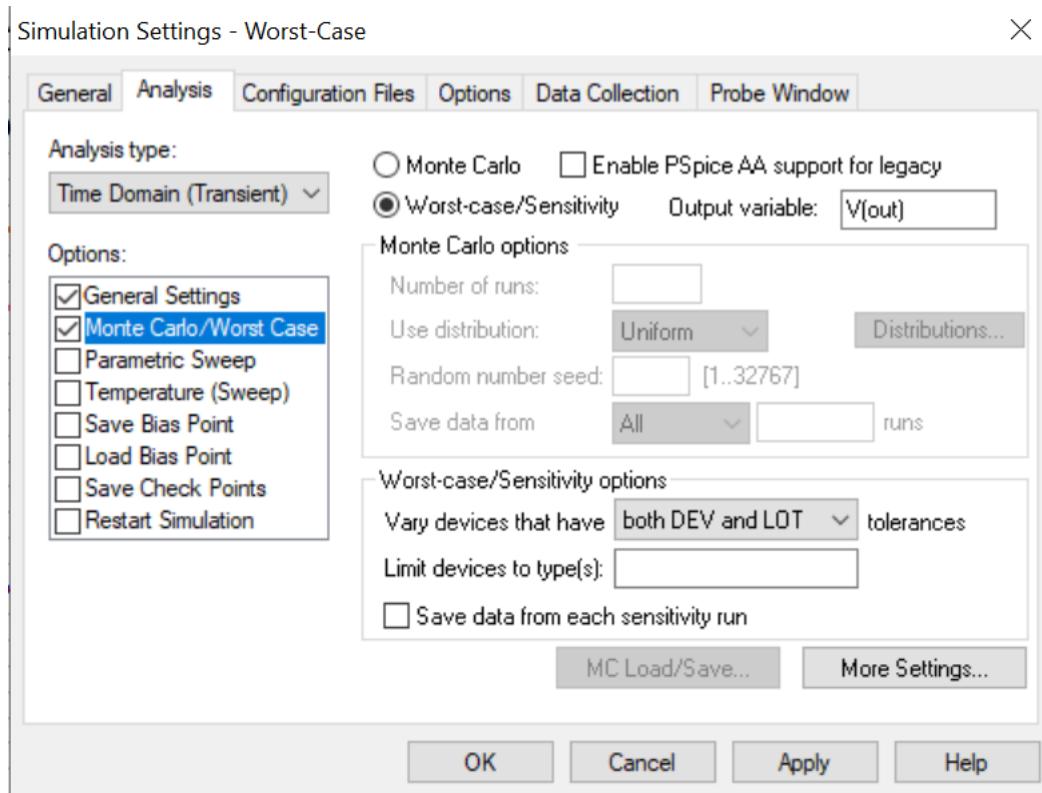 Simulation Settings - Worst-Case
General Analysis Configuration Files Options Data Collection Probe Window
Analysis type:
Time Domain (Transient)
Options:
General Settings
Monte Carlo/Worst Case
Parametric Sweep
Temperature (Sweep)
Save Bias Point
Load Bias Point
Save Check Points
Restart Simulation
Monte Carlo Enable PSpice AA support for legacy
Worst-case/Sensitivity Output variable: V(out)
Monte Carlo options
Number of runs:
Use distribution: Uniform Distributions...
Random number seed: [1..32767]
Save data from All runs
Worst-case/Sensitivity options
Vary devices that have both DEV and LOT tolerances
Limit devices to type(s):
Save data from each sensitivity run
MC Load/Save... More Settings...
OK Cancel Apply Help